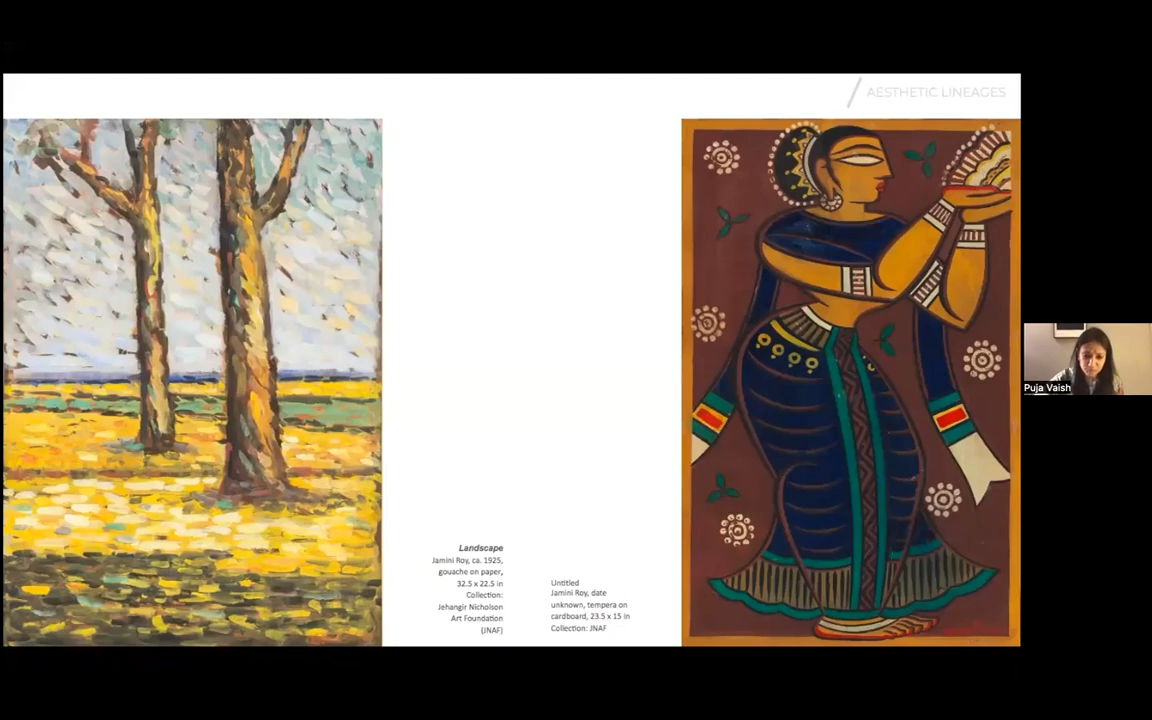 AESTHETIC LINEAGES
Landscape
Jamini Roy, ca. 1925,
gouache on paper,
32.5 x 22.5 in
Collection:
Jehangir Nicholson
Art Foundation
(JNAF)
Untitled
Jamini Roy, date
unknown, tempera on
cardboard, 23.5 x 15 in
Collection: JNAF
Puja Vaish